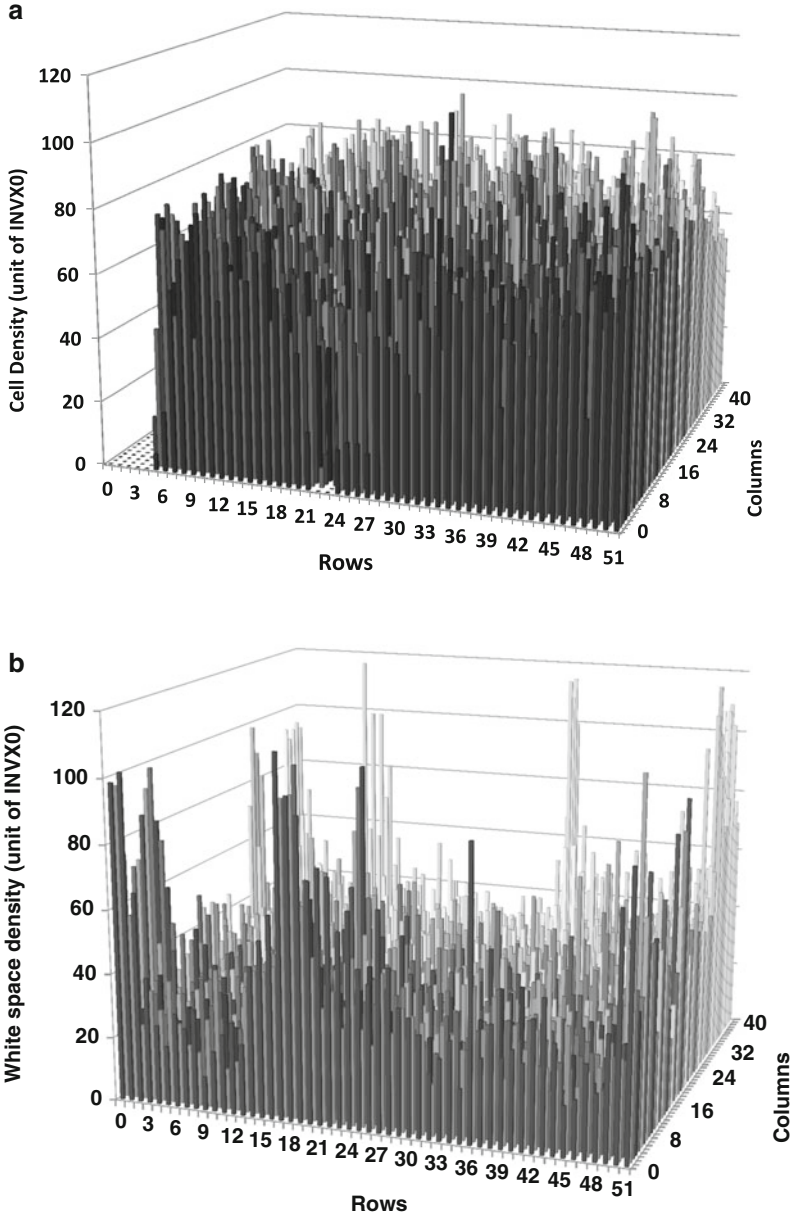 a
120
100
80
60
40
20
0
Cell Density (unit of INVX0)
0 3 6 9 12 15 18 21 24 27 30 33 36 39 42 45 48 51
Rows
0 8 16 24 32 40
Columns
b
120
100
80
60
40
20
0
White space density (unit of INVX0)
0 3 6 9 12 15 18 21 24 27 30 33 36 39 42 45 48 51
Rows
0 8 16 24 32 40
Columns